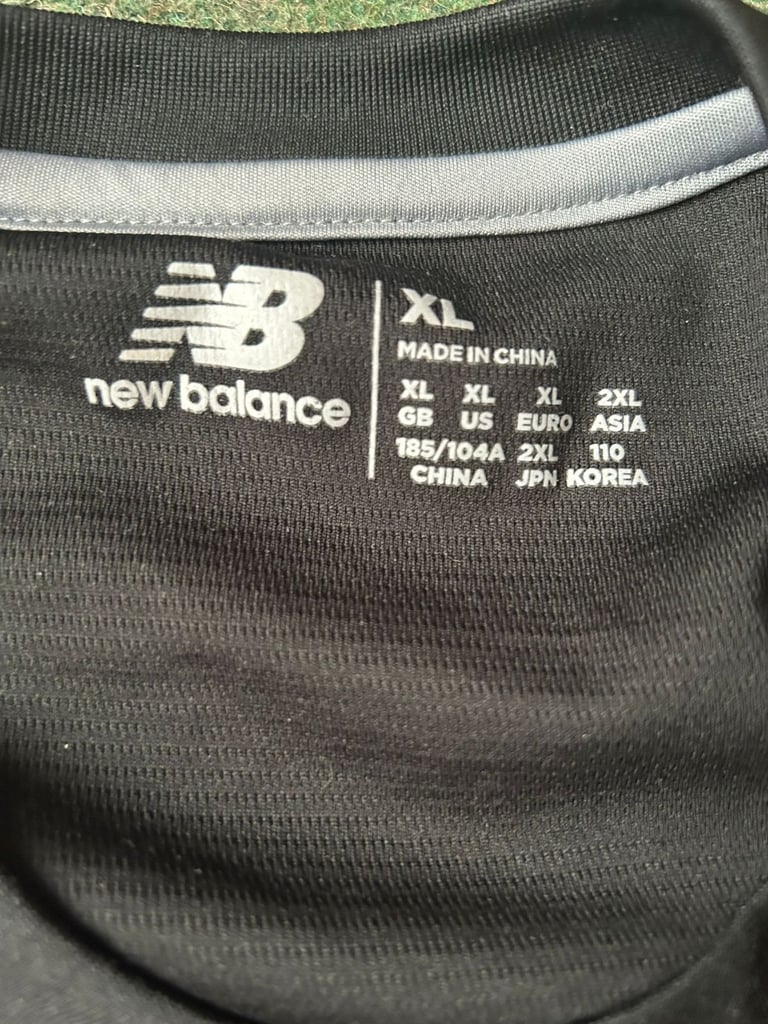 NB
new balance
XL
MADE IN CHINA
XL XL XL 2XL
GB US EURO ASIA
185/104A 2XL 110
CHINA JPN KOREA